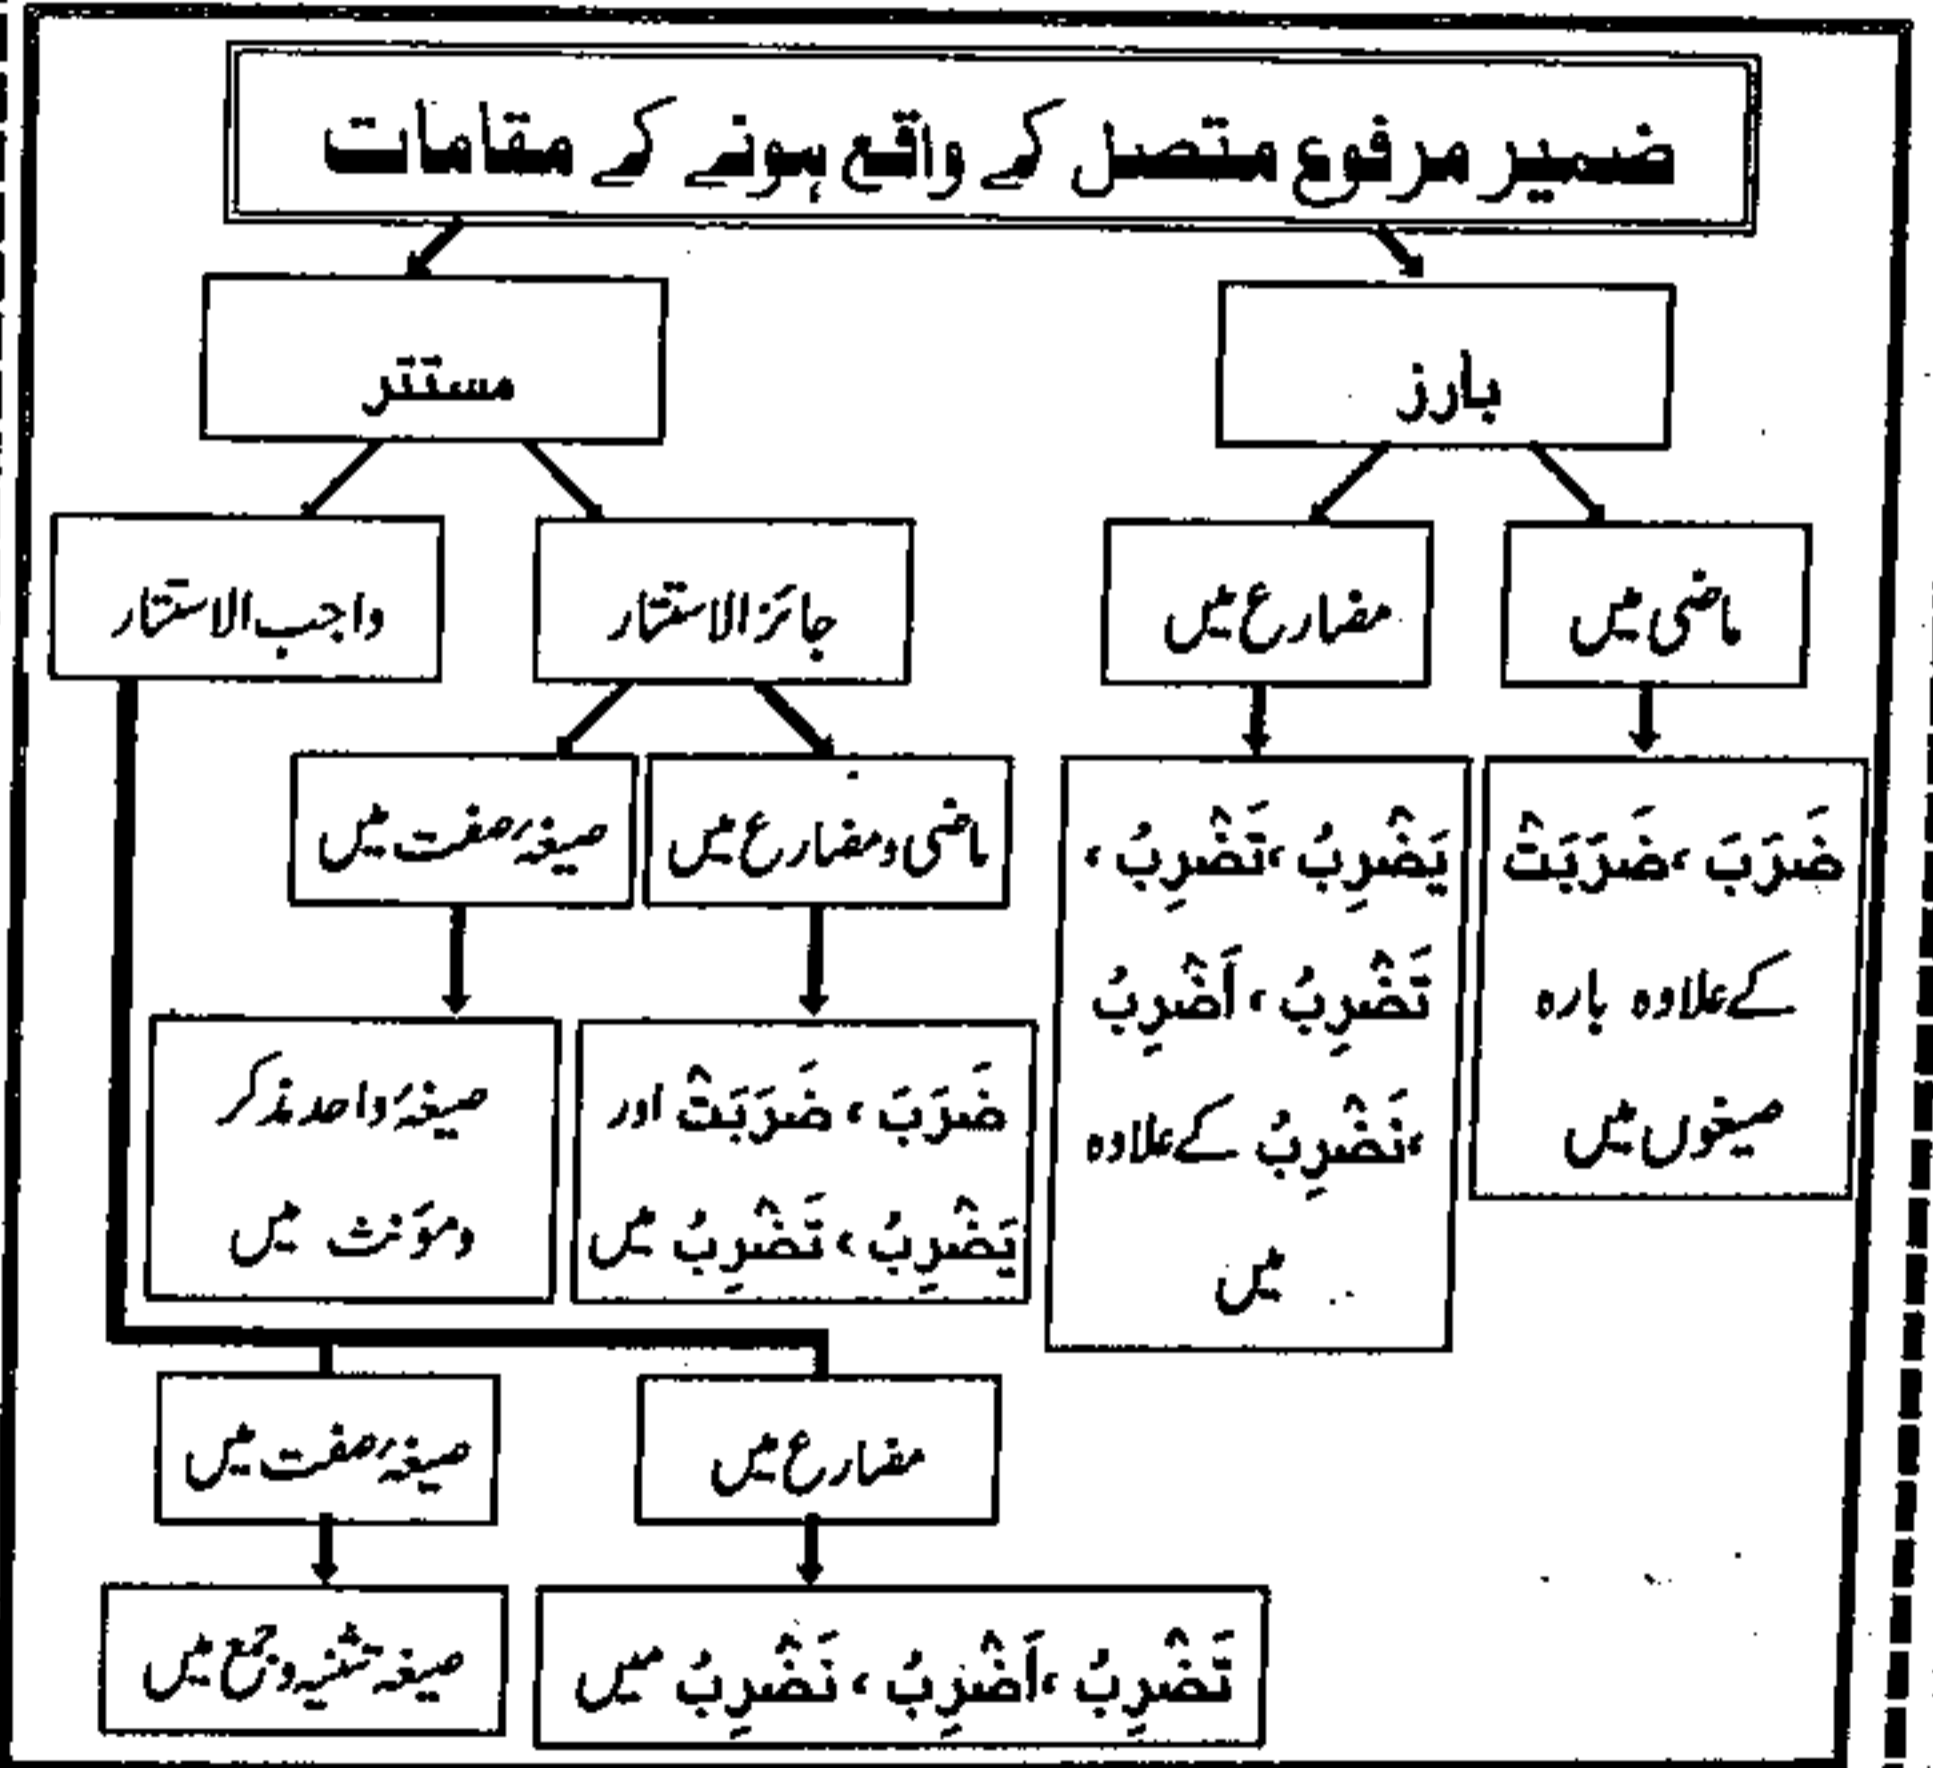 ضمیر مرفوع متصل کے واقع ہونے کے مقامات
بارز
مستتر
ماضی میں
مضارع میں
جائز الاستتار
واجب الاستتار
ضَرَبَ ،ضَرَبَتْ
کے علاوہ بارہ
صیغوں میں
یَضْرِبُ ،تَضْرِبُ ،
تَضْرِبُ ، اَضْرِبُ
،نَضْرِبُ کے علاوہ
میں
ماضی و مضارع میں
صیغۂ صفت میں
ضَرَبَ ، ضَرَبَتْ اور
یَضْرِبُ ، تَضْرِبُ میں
صیغۂ واحد مذکر
ومؤنث میں
مضارع میں
صیغۂ صفت میں
تَضْرِبُ ،اَضْرِبُ ، نَضْرِبُ میں
صیغہ تثنیہ و جمع میں